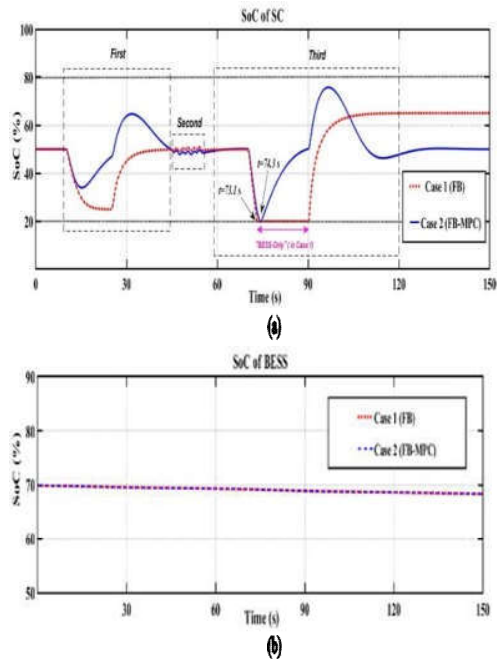 SoC of SC
100
80
60
40
20
0
SoC (%)
First
Second
Third
t=73.1 s
t=74.3 s
"BESS-Only" ( in Case 1)
Case 1 (FB)
Case 2 (FB-MPC)
0 30 60 90 120 150
Time (s)
(a)
SoC of BESS
90
80
70
60
50
SoC (%)
Case 1 (FB)
Case 2 (FB-MPC)
30 60 90 120 150
Time (s)
(b)